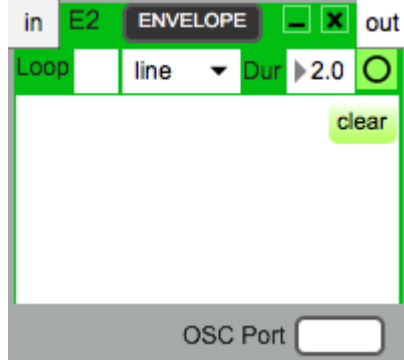 in E2 ENVELOPE out
Loop line Dur 2.0
clear
OSC Port